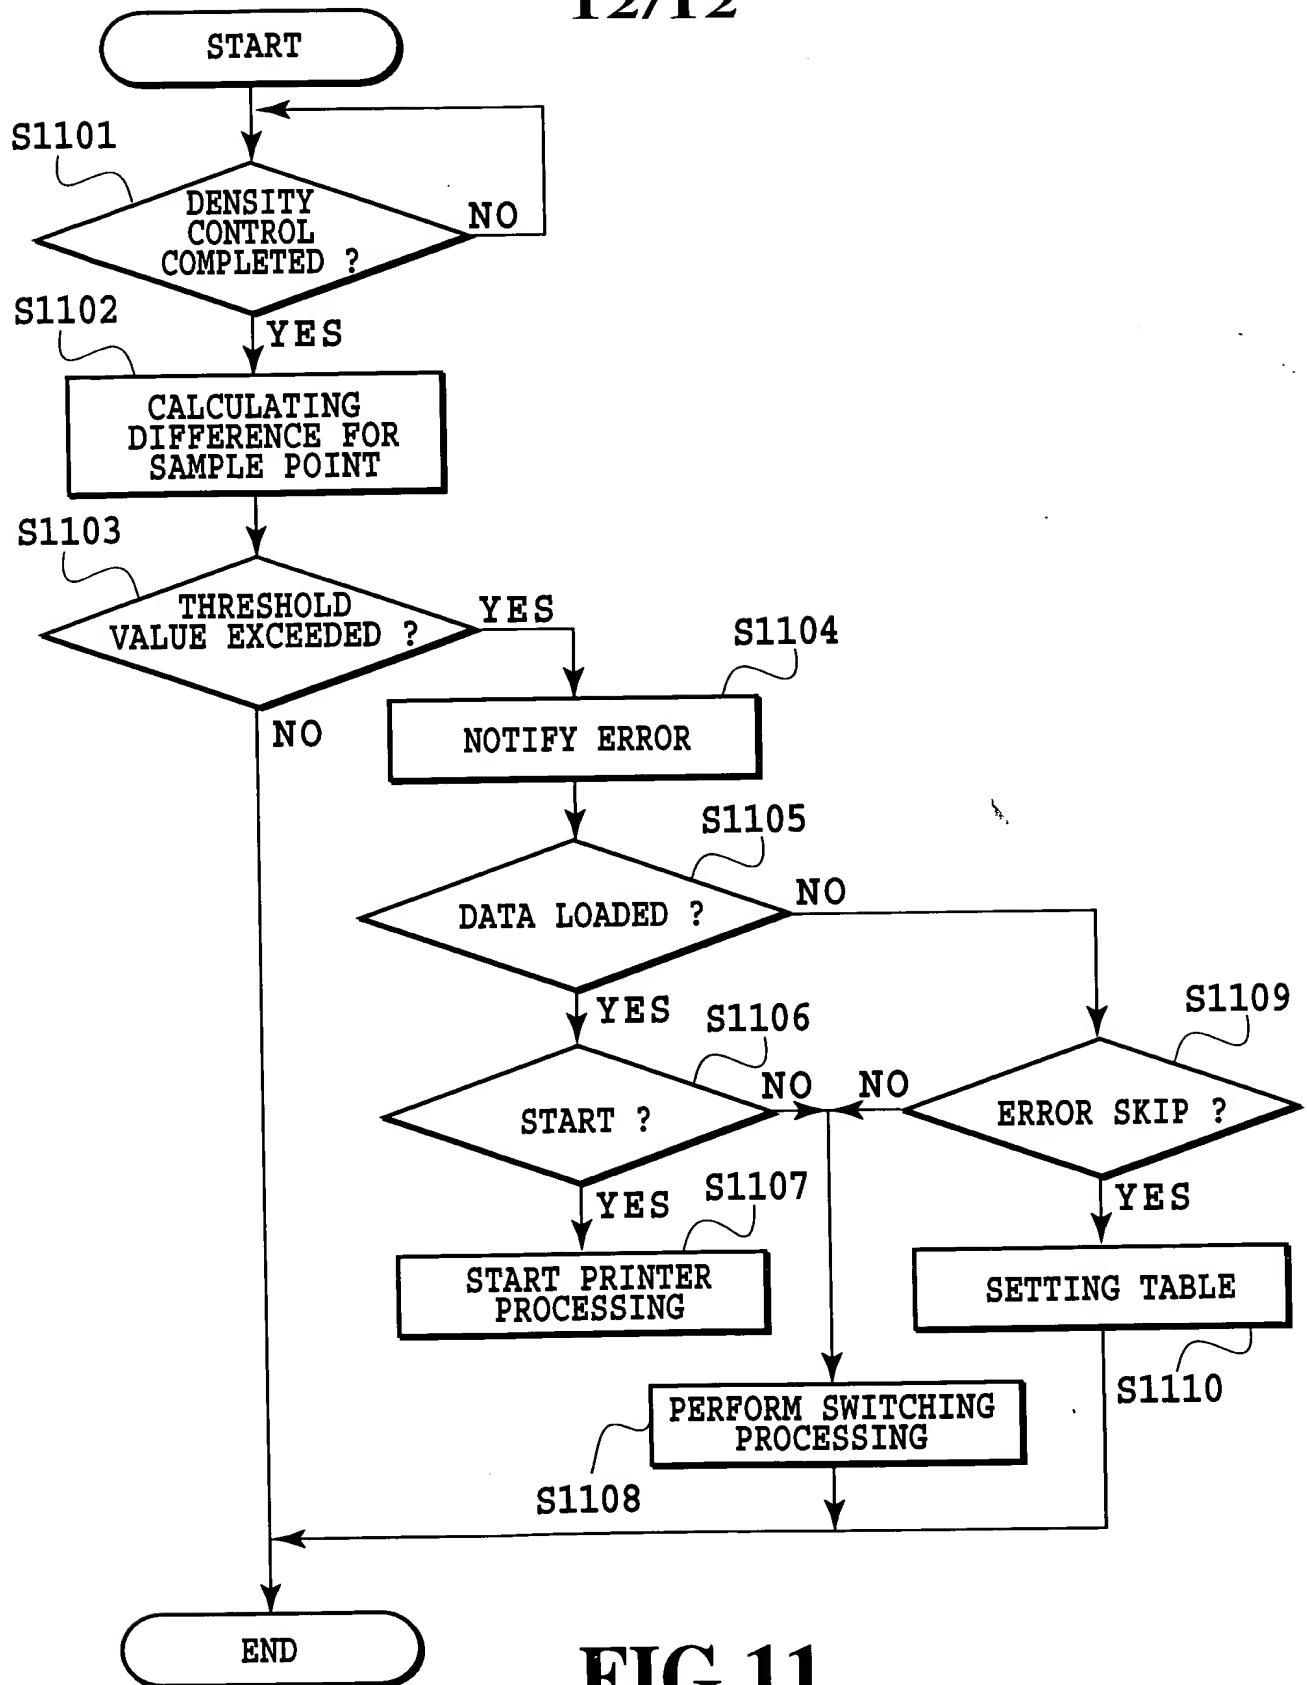 12/12
START
S1101
DENSITY
CONTROL
COMPLETED ?
NO
S1102
YES
CALCULATING
DIFFERENCE FOR
SAMPLE POINT
S1103
THRESHOLD
VALUE EXCEEDED ?
YES
NO
S1104
NOTIFY ERROR
S1105
DATA LOADED ?
NO
YES
S1106
START ?
NO
NO
S1109
ERROR SKIP ?
YES
S1107
START PRINTER
PROCESSING
YES
SETTING TABLE
S1110
PERFORM SWITCHING
PROCESSING
S1108
END
FIG.11